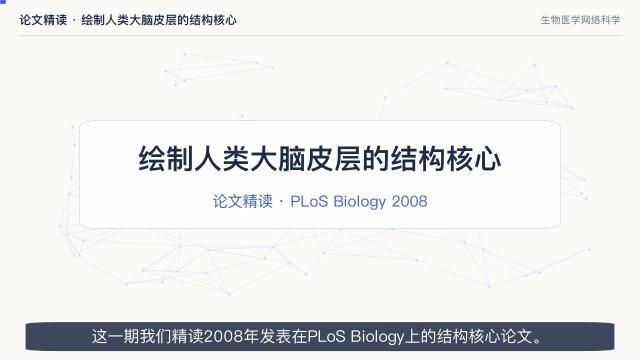 论文精读 · 绘制人类大脑皮层的结构核心
生物医学网络科学
绘制人类大脑皮层的结构核心
论文精读 · PLoS Biology 2008
这一期我们精读2008年发表在PLoS Biology上的结构核心论文。